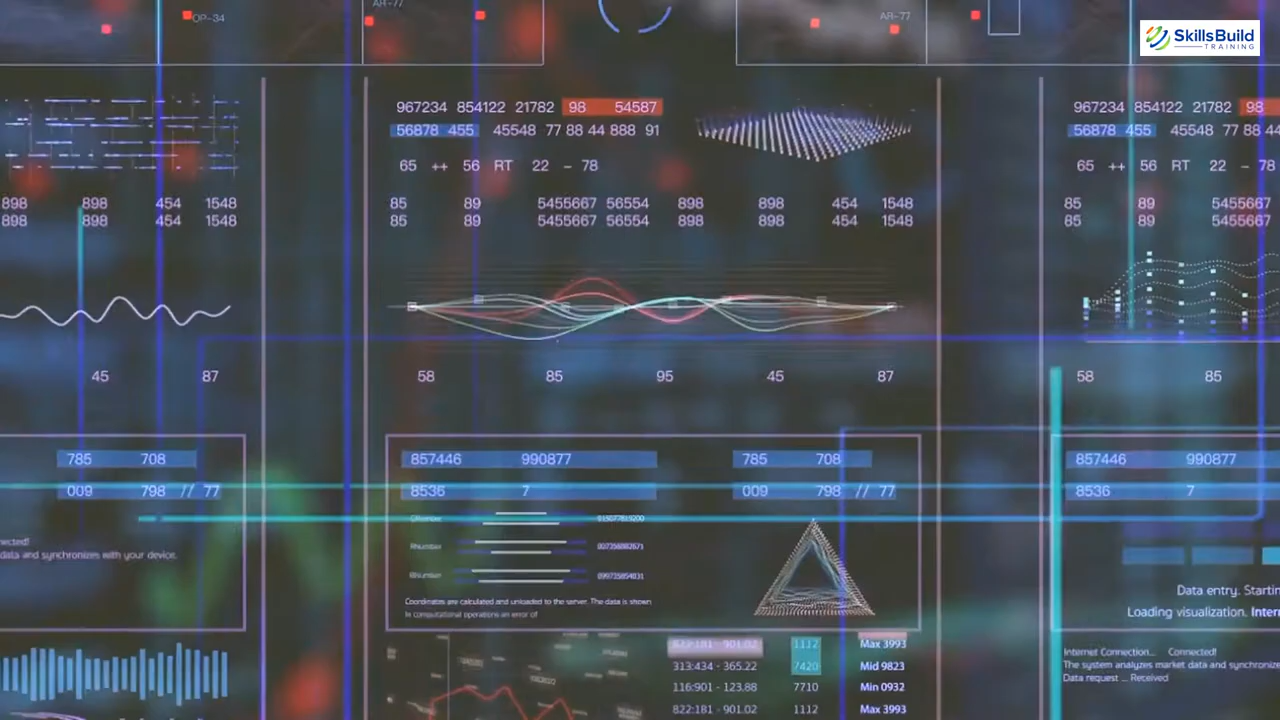 AR-77
OP-34
AR-77
SkillsBuild
TRAINING
967234 854122 21782 98 54587
56878 455 45548 77 88 44 888 91
65 ++ 56 RT 22 – 78
967234 854122 21782 98
56878 455 45548 77 88 44
65 ++ 56 RT 22 – 78
898 898 454 1548
898 898 454 1548
85 89 5455667 56554 898 898 454 1548
85 89 5455667 56554 898 898 454 1548
85 89 5455667
85 89 5455667
45 87
58 85 95 45 87
58 85
785 708
009 798 // 77
857446 990877 785 708
8536 7 009 798 // 77
857446 990877
8536 7
data and synchronizes with your device.
Rhiumber
Rhiumber
Coordinates are calculated and unloaded to the server. The data is shown
In computational operations an error of
Data entry.
Loading visualization.
Internet Connection... Connected!
The system analyzes market data and
Data request ... Received
822:181 - 901.02 1112 Max 3993
313:434 - 365.22 7420 Mid 9823
116:901 - 123.88 7710 Min 0932
822:181 - 901.02 1112 Max 3993